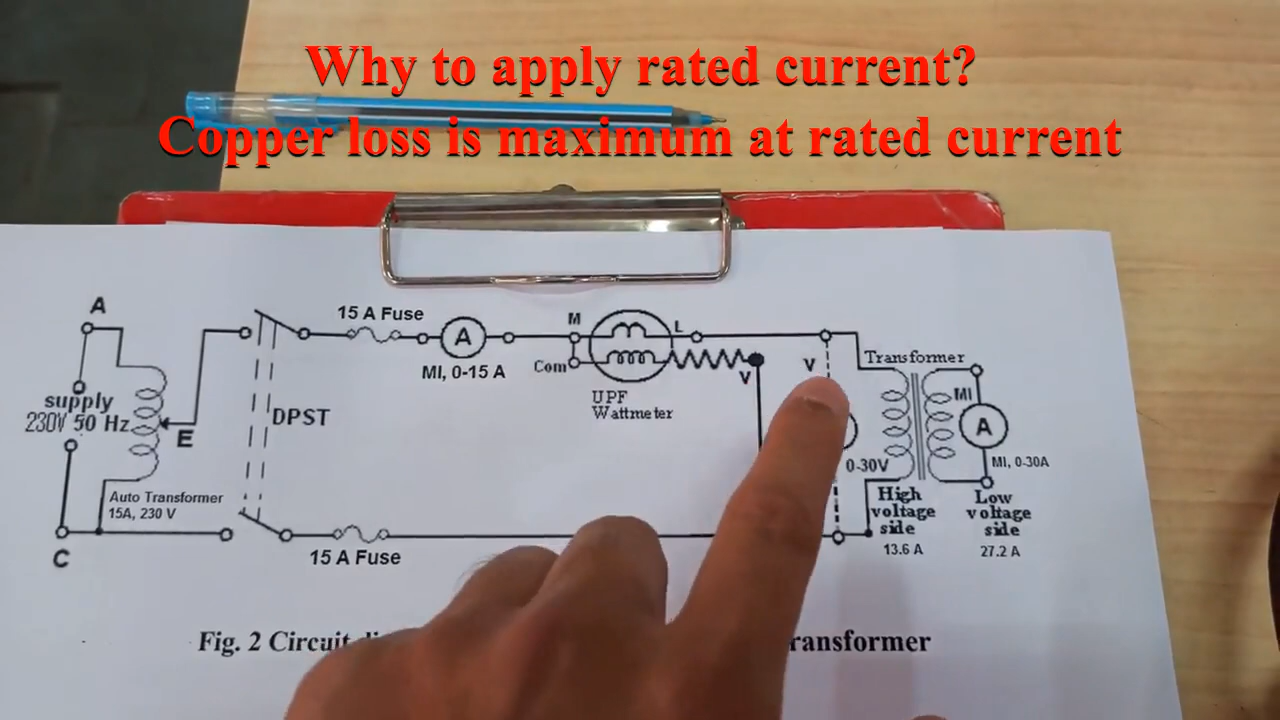 Why to apply rated current?
Copper loss is maximum at rated current
A
supply
230V 50 Hz
E
C
Auto Transformer
15A, 230 V
DPST
15 A Fuse
15 A Fuse
A
MI, 0-15 A
M
L
Com
V
UPF
Wattmeter
V
0-30V
Transformer
High
voltage
side
13.6 A
MI
A
MI, 0-30A
Low
voltage
side
27.2 A
Fig. 2 Circuit ransformer